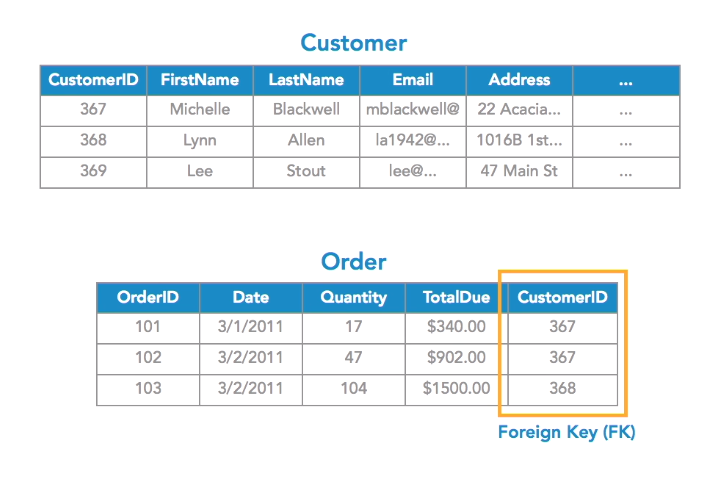 Customer
CustomerID FirstName LastName Email Address ...
367 Michelle Blackwell mblackwell@ 22 Acacia... ...
368 Lynn Allen la1942@... 1016B 1st... ...
369 Lee Stout lee@... 47 Main St ...
Order
OrderID Date Quantity TotalDue CustomerID
101 3/1/2011 17 $340.00 367
102 3/2/2011 47 $902.00 367
103 3/2/2011 104 $1500.00 368
Foreign Key (FK)